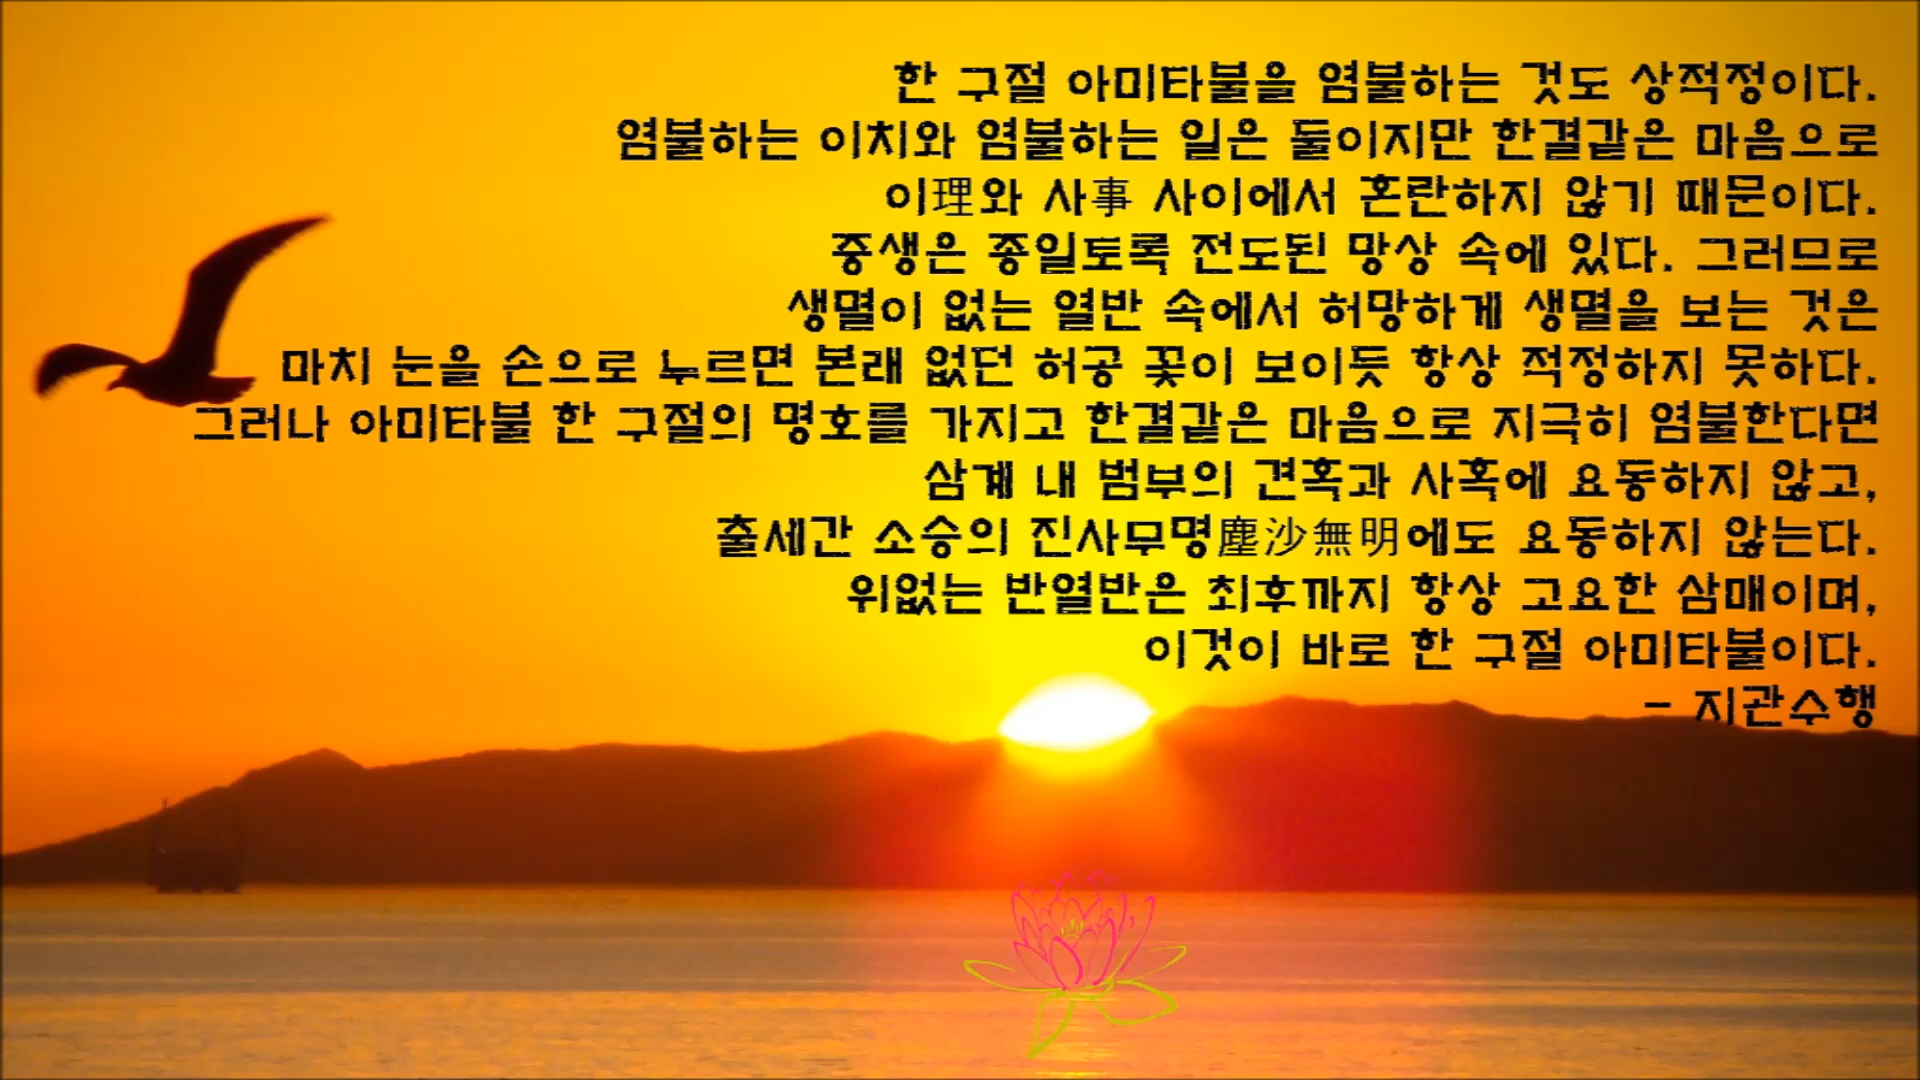 한 구절 아미타불을 염불하는 것도 상적정이다.
염불하는 이치와 염불하는 일은 둘이지만 한결같은 마음으로
이理와 사事 사이에서 혼란하지 않기 때문이다.
중생은 종일토록 전도된 망상 속에 있다. 그러므로
생멸이 없는 열반 속에서 허망하게 생멸을 보는 것은
마치 눈을 손으로 누르면 본래 없던 허공 꽃이 보이듯 항상 적정하지 못하다.
그러나 아미타불 한 구절의 명호를 가지고 한결같은 마음으로 지극히 염불한다면
삼계 내 범부의 견혹과 사혹에 요동하지 않고,
출세간 소승의 진사무명塵沙無明에도 요동하지 않는다.
위없는 반열반은 최후까지 항상 고요한 삼매이며,
이것이 바로 한 구절 아미타불이다.
- 지관수행